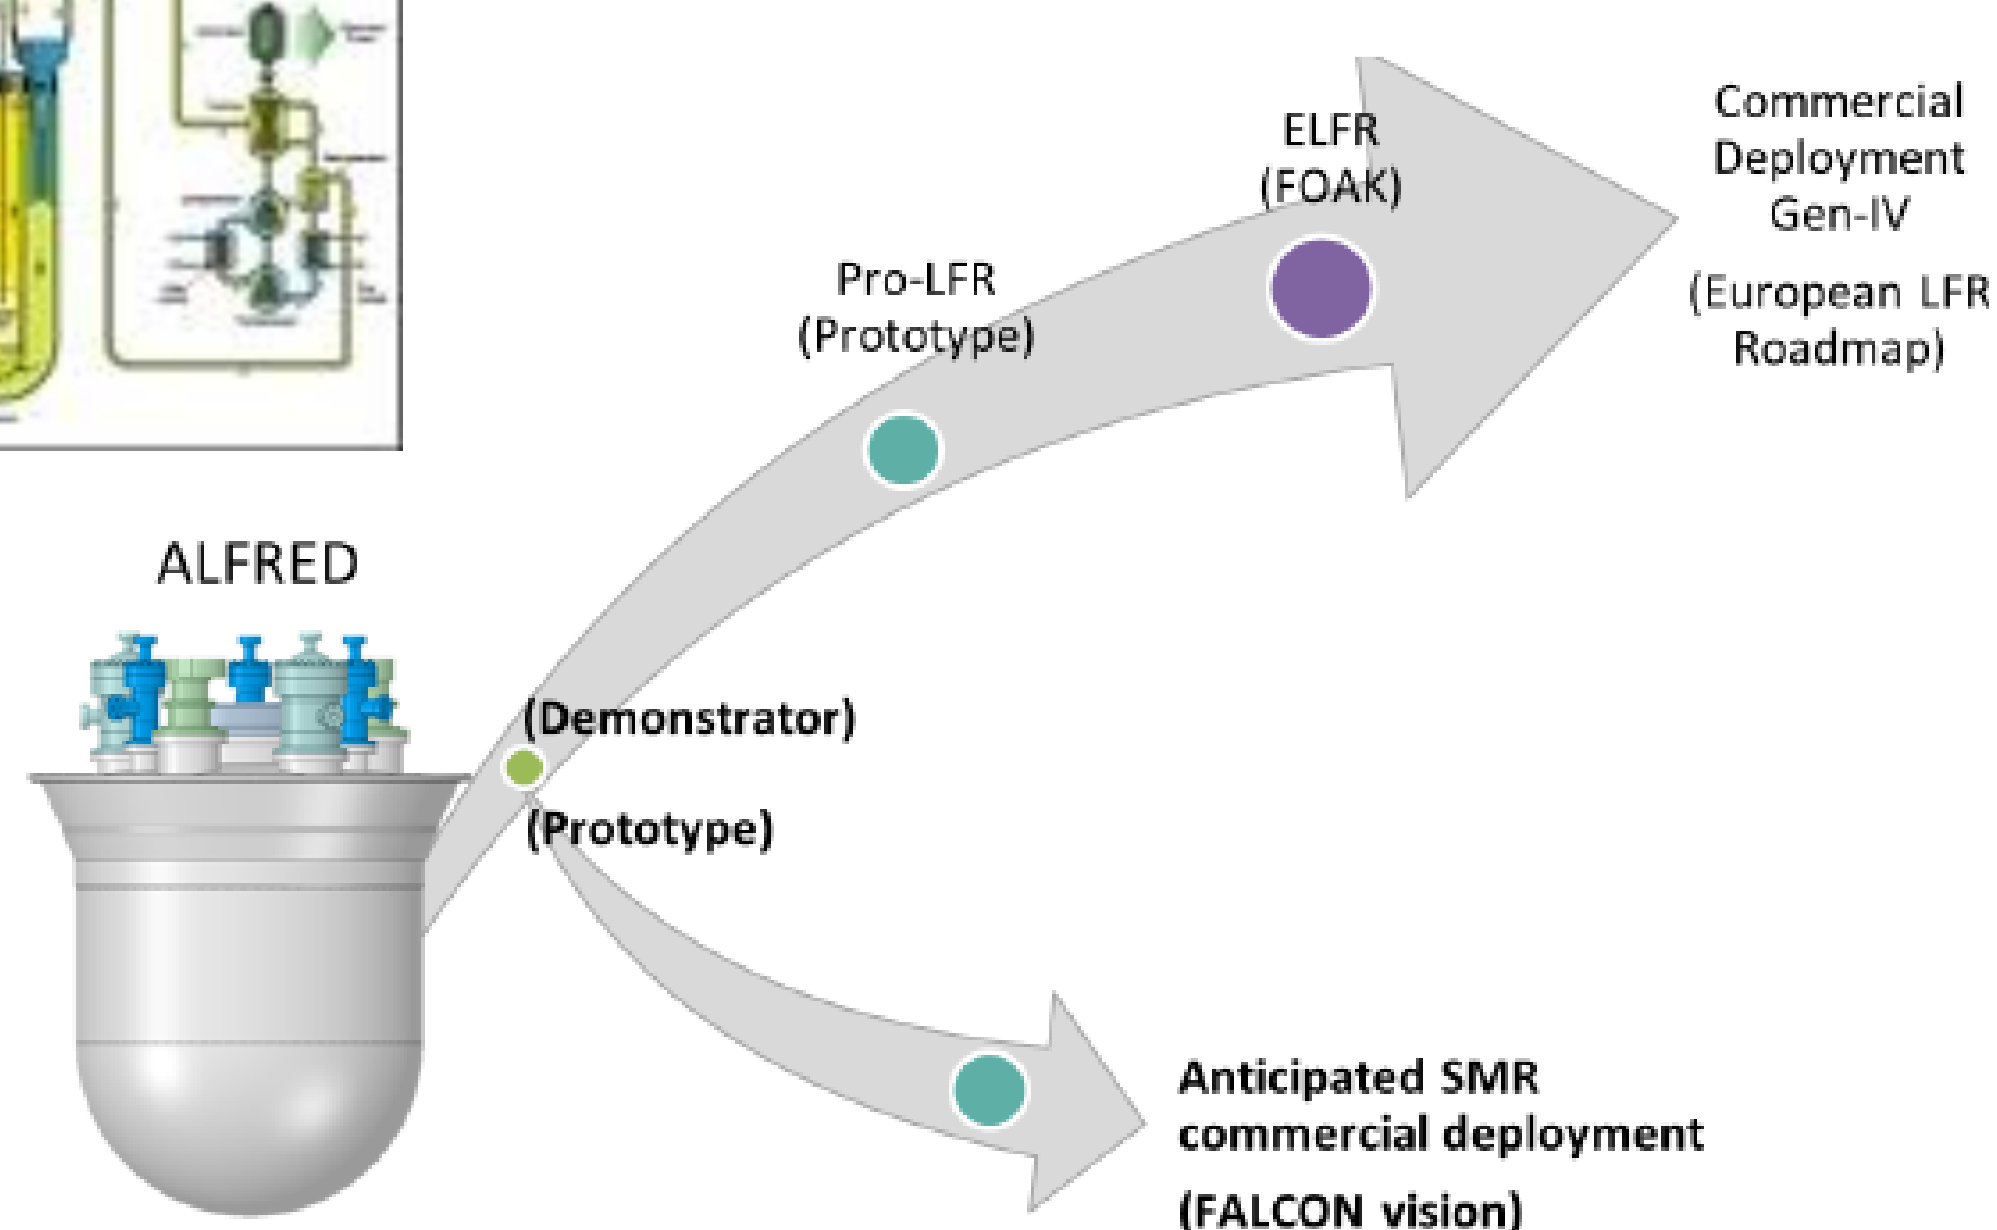 ELFR
(FOAK)
Commercial
Deployment
Gen-IV
(European LFR
Roadmap)
Pro-LFR
(Prototype)
ALFRED
(Demonstrator)
(Prototype)
Anticipated SMR
commercial deployment
(FALCON vision)